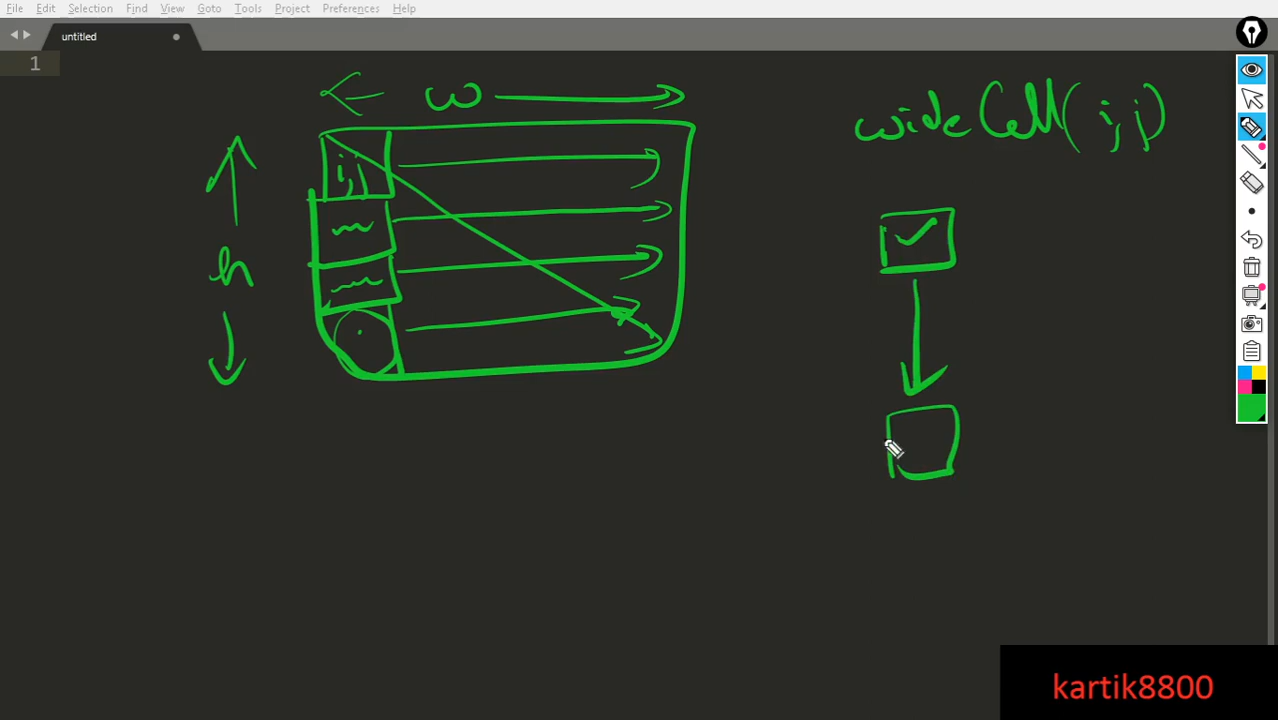 File Edit Selection Find View Goto Tools Project Preferences Help
untitled
1
w
wideCell(i,j)
i,j
h
kartik8800